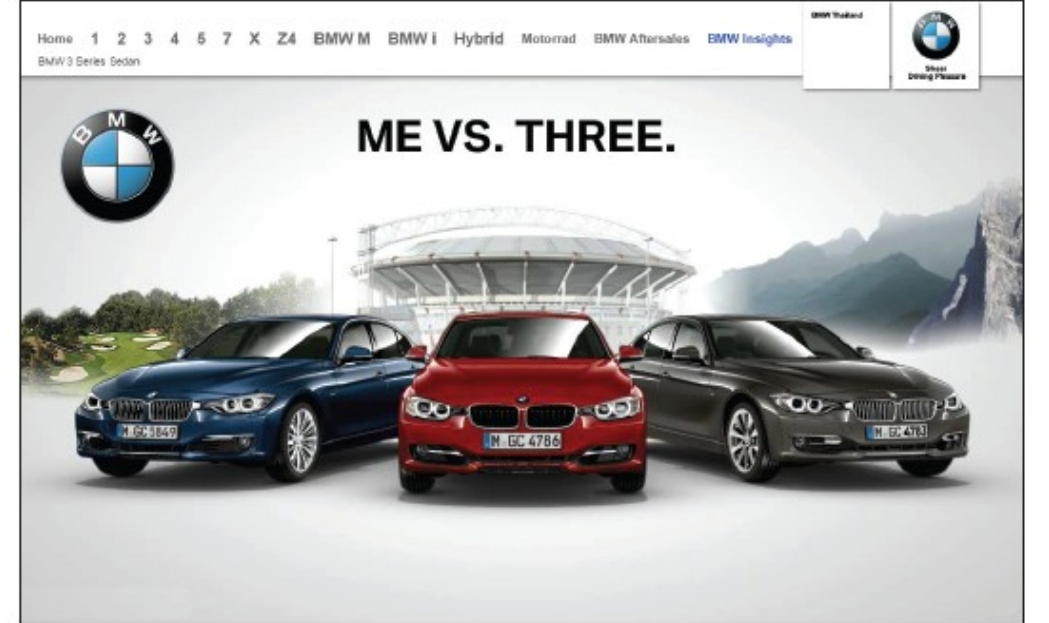 BMW Thailand
Home 1 2 3 4 5 7 X Z4 BMW M BMW i Hybrid Motorrad BMW Aftersales BMW Insights
BMW 3 Series Sedan
BMW
Sheer
Driving Pleasure
BMW
ME VS. THREE.
M GC 5849
M GC 4786
M GC 4783